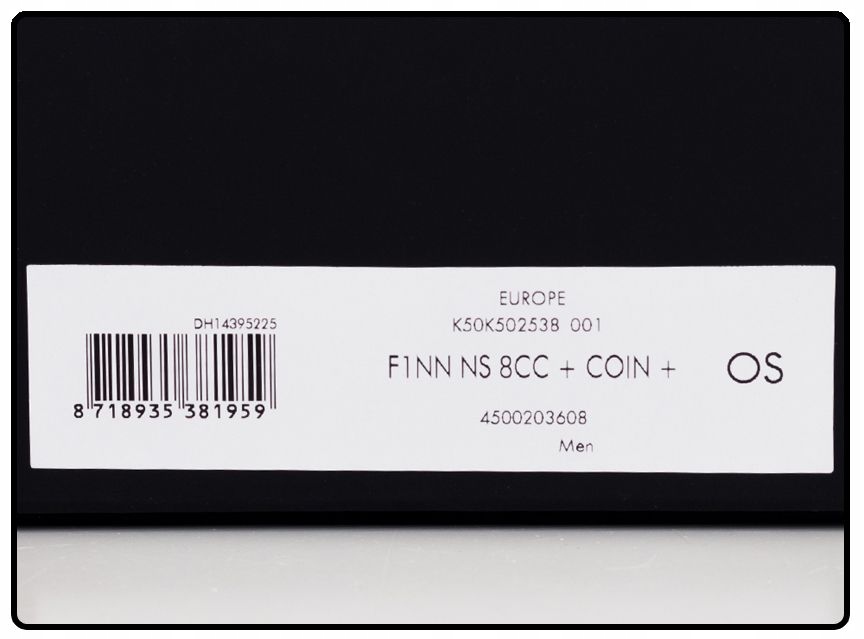 DH14395225
8 718935 381959
EUROPE
K50K502538 001
F1NN NS 8CC + COIN +
OS
4500203608
Men